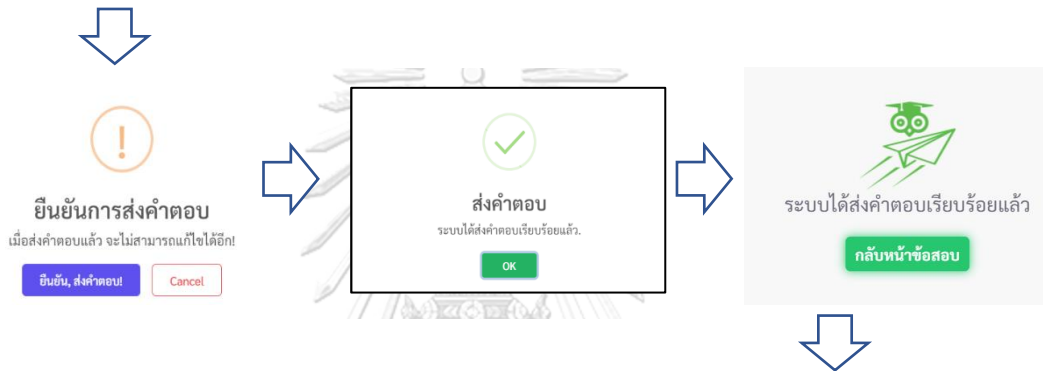 !
ยืนยันการส่งคำตอบ
เมื่อส่งคำตอบแล้ว จะไม่สามารถแก้ไขได้อีก!
ยืนยัน, ส่งคำตอบ!
Cancel
ส่งคำตอบ
ระบบได้ส่งคำตอบเรียบร้อยแล้ว.
OK
ระบบได้ส่งคำตอบเรียบร้อยแล้ว
กลับหน้าข้อสอบ